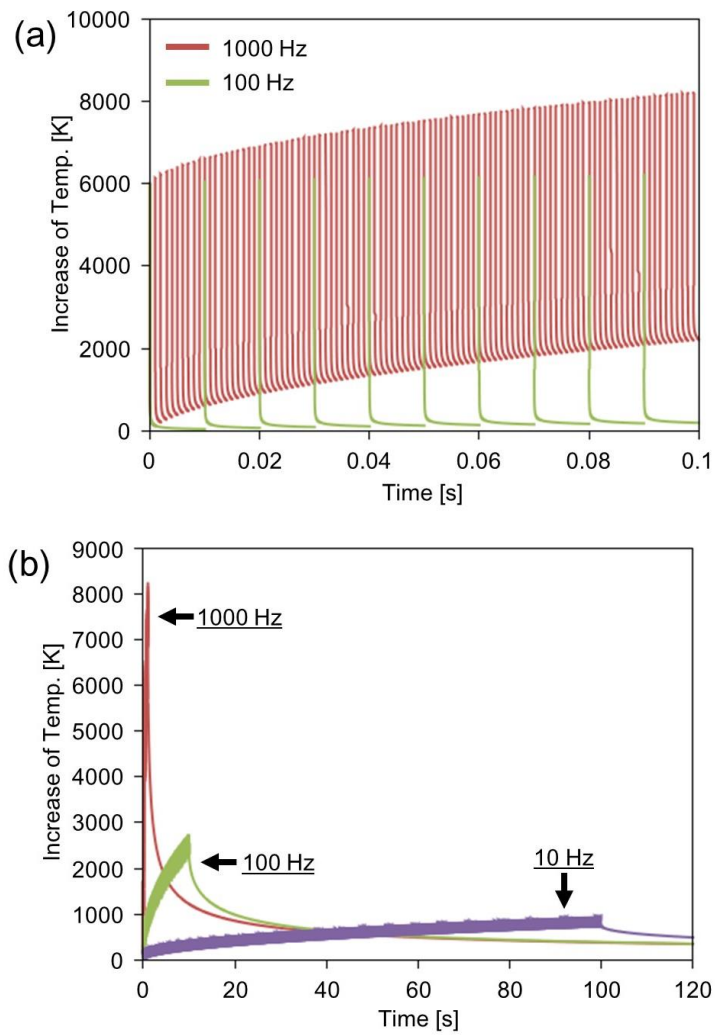 (a)
Increase of Temp. [K]
10000
8000
6000
4000
2000
0
1000 Hz
100 Hz
0 0.02 0.04 0.06 0.08 0.1
Time [s]
(b)
Increase of Temp. [K]
9000
8000
7000
6000
5000
4000
3000
2000
1000
0
1000 Hz
100 Hz
10 Hz
0 20 40 60 80 100 120
Time [s]